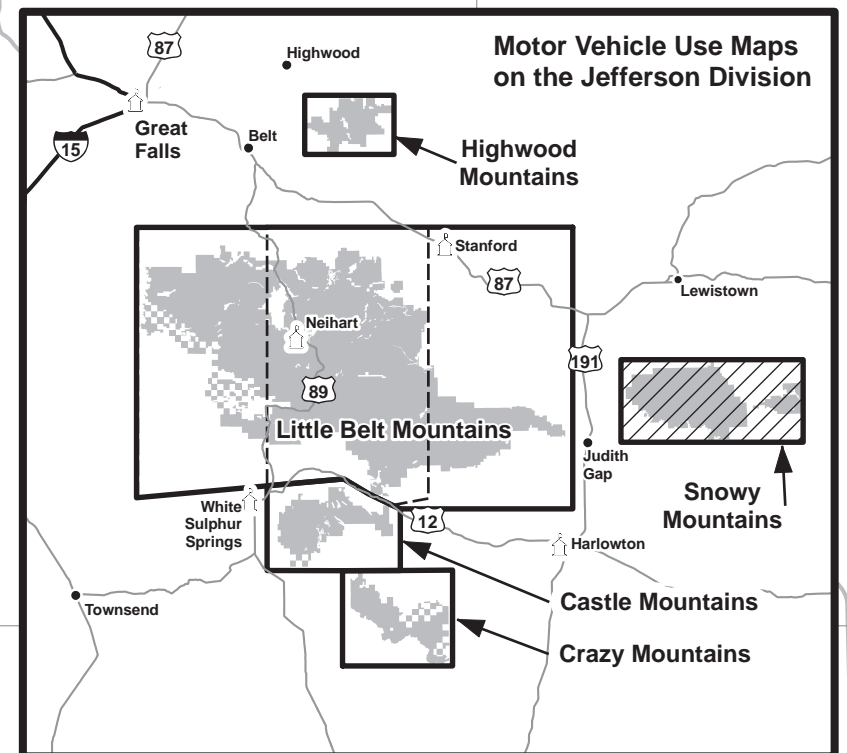 Motor Vehicle Use Maps
on the Jefferson Division
87
Highwood
Great
Falls
15
Belt
Highwood
Mountains
Stanford
87
Lewistown
Neihart
191
89
Little Belt Mountains
Judith
Gap
Snowy
Mountains
White
Sulphur
Springs
12
Harlowton
Castle Mountains
Townsend
Crazy Mountains